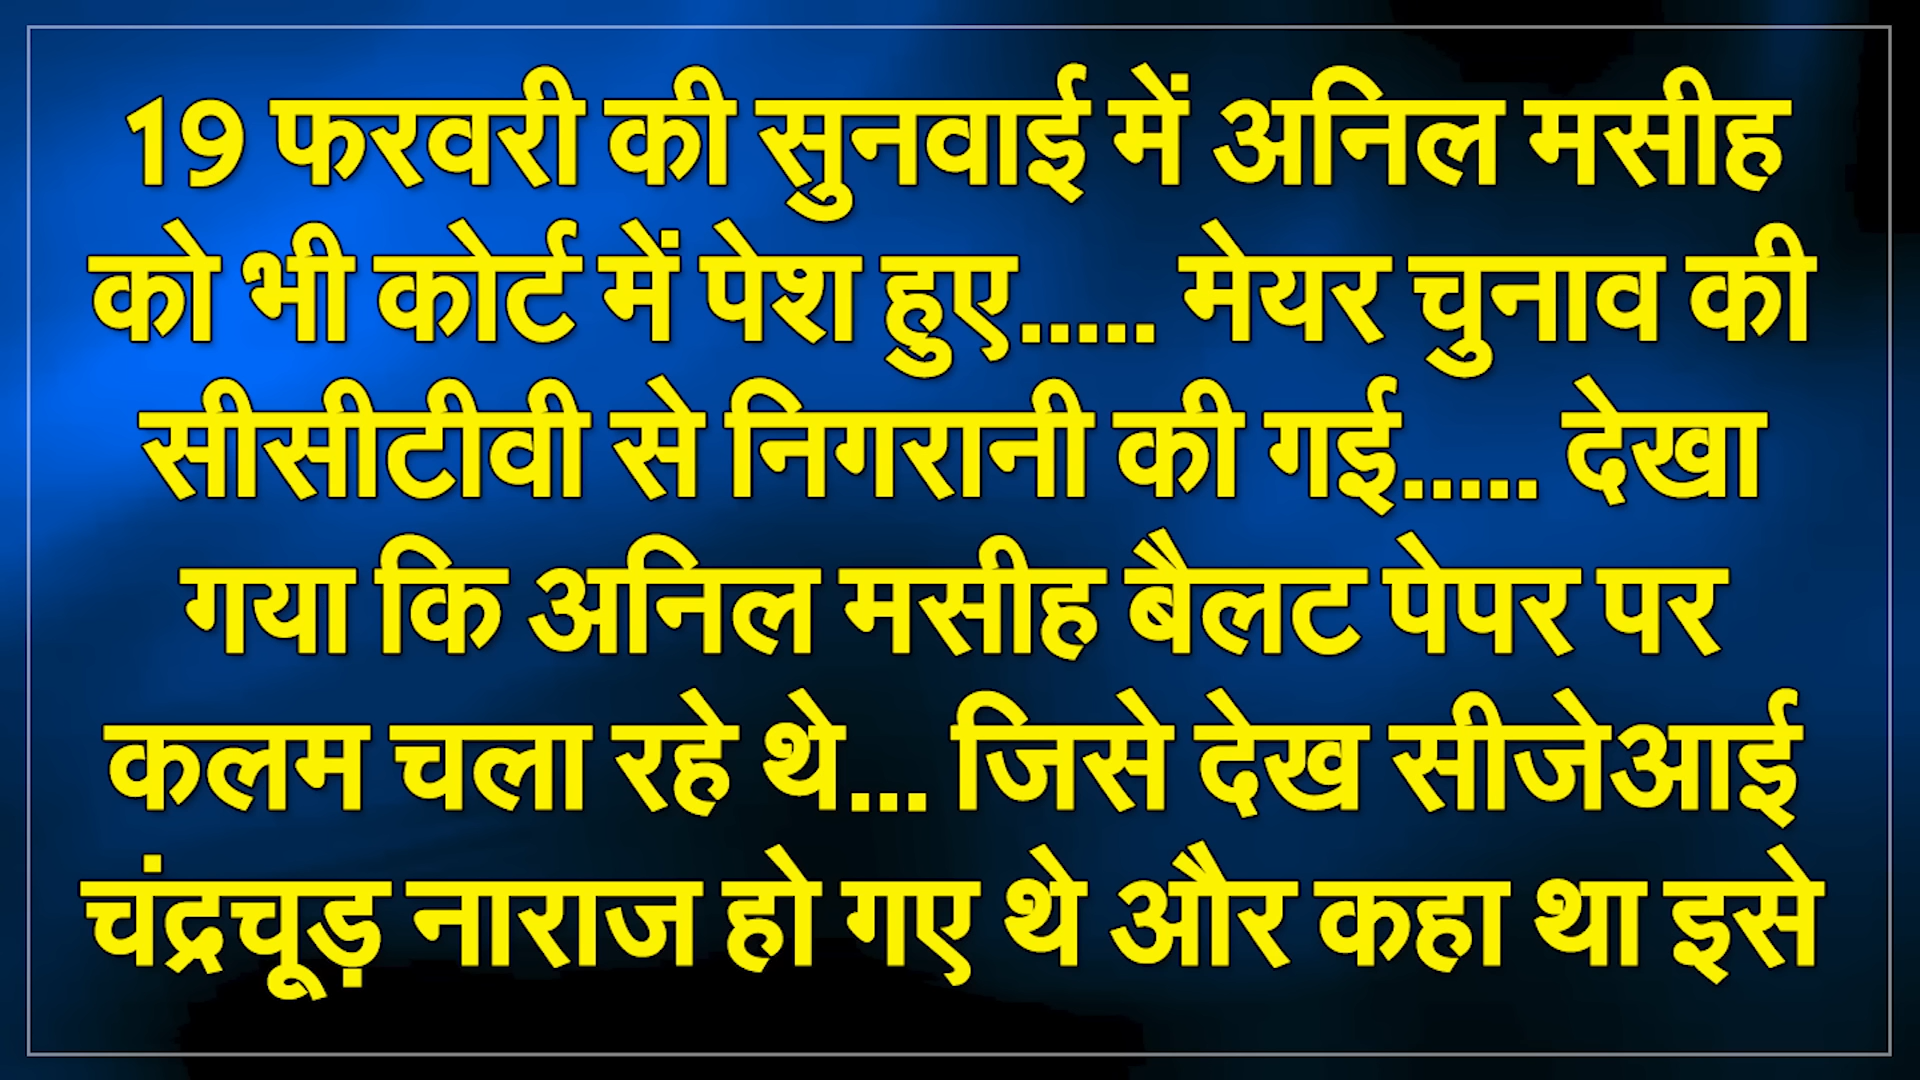 19 फरवरी की सुनवाई में अनिल मसीह
को भी कोर्ट में पेश हुए..... मेयर चुनाव की
सीसीटीवी से निगरानी की गई..... देखा
गया कि अनिल मसीह बैलट पेपर पर
कलम चला रहे थे... जिसे देख सीजेआई
चंद्रचूड़ नाराज हो गए थे और कहा था इसे